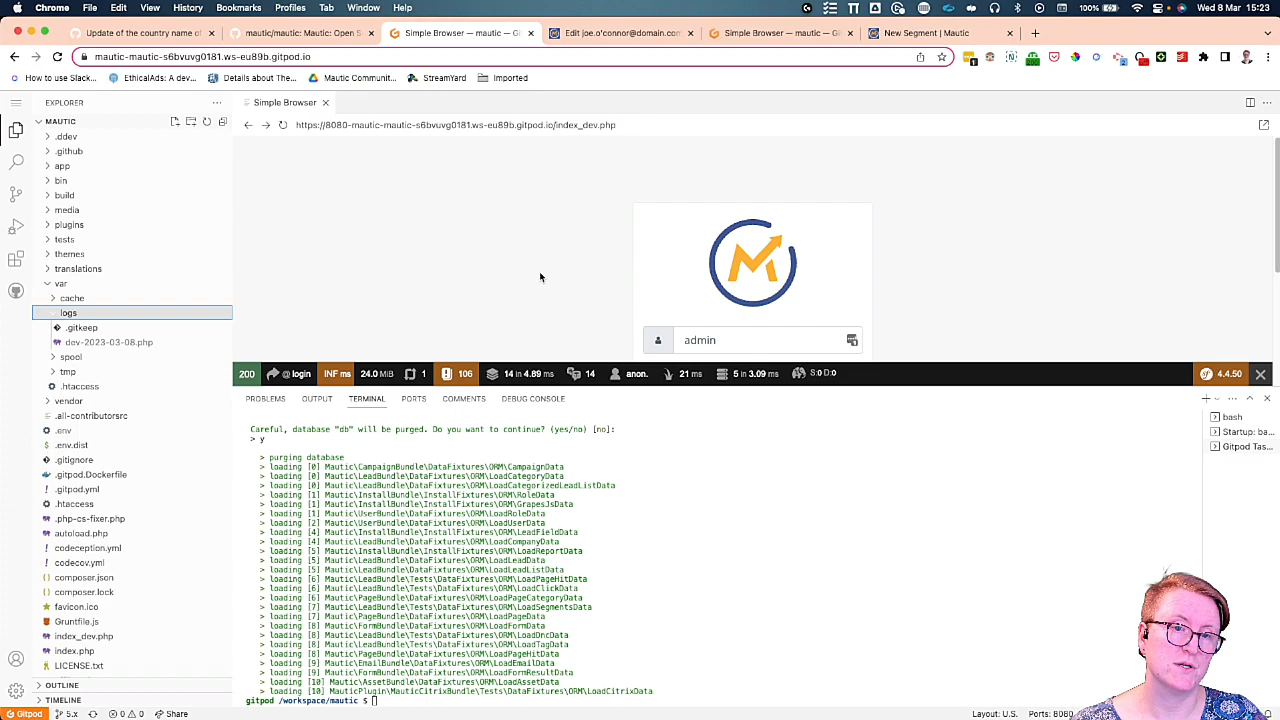 Chrome File Edit View History Bookmarks Profiles Tab Window Help
100% Wed 8 Mar 15:23
Update of the country name of
mautic/mautic: Mautic: Open S
Simple Browser — mautic — Gi
Edit joe.o'connor@domain.com
Simple Browser — mautic — Gi
New Segment | Mautic
mautic-mautic-s6bvuvg0181.ws-eu89b.gitpod.io
How to use Slack...
EthicalAds: A dev...
Details about The...
Mautic Communit...
StreamYard
Imported
EXPLORER
MAUTIC
.ddev
.github
app
bin
build
media
plugins
tests
themes
translations
var
cache
logs
.gitkeep
dev-2023-03-08.php
spool
tmp
.htaccess
vendor
.all-contributorsrc
.env
.env.dist
.gitignore
.gitpod.Dockerfile
.gitpod.yml
.htaccess
.php-cs-fixer.php
autoload.php
codeception.yml
codecov.yml
composer.json
composer.lock
favicon.ico
Gruntfile.js
index_dev.php
index.php
LICENSE.txt
OUTLINE
TIMELINE
Simple Browser
https://8080-mautic-mautic-s6bvuvg0181.ws-eu89b.gitpod.io/index_dev.php
admin
200 @ login INF ms 24.0 MiB 1 106 14 in 4.89 ms 14 anon. 21 ms 5 in 3.09 ms S:0 D:0 4.4.50
PROBLEMS OUTPUT TERMINAL PORTS COMMENTS DEBUG CONSOLE
Careful, database "db" will be purged. Do you want to continue? (yes/no) [no]:
> y
> purging database
> loading [0] Mautic\CampaignBundle\DataFixtures\ORM\CampaignData
> loading [0] Mautic\LeadBundle\DataFixtures\ORM\LoadCategoryData
> loading [0] Mautic\LeadBundle\DataFixtures\ORM\LoadCategorizedLeadListData
> loading [1] Mautic\InstallBundle\InstallFixtures\ORM\RoleData
> loading [1] Mautic\InstallBundle\InstallFixtures\ORM\GrapesJsData
> loading [1] Mautic\UserBundle\DataFixtures\ORM\LoadRoleData
> loading [2] Mautic\UserBundle\DataFixtures\ORM\LoadUserData
> loading [4] Mautic\InstallBundle\InstallFixtures\ORM\LeadFieldData
> loading [4] Mautic\LeadBundle\DataFixtures\ORM\LoadCompanyData
> loading [5] Mautic\InstallBundle\InstallFixtures\ORM\LoadReportData
> loading [5] Mautic\LeadBundle\DataFixtures\ORM\LoadLeadData
> loading [5] Mautic\LeadBundle\DataFixtures\ORM\LoadLeadListData
> loading [6] Mautic\LeadBundle\Tests\DataFixtures\ORM\LoadPageHitData
> loading [6] Mautic\LeadBundle\Tests\DataFixtures\ORM\LoadClickData
> loading [6] Mautic\PageBundle\DataFixtures\ORM\LoadPageCategoryData
> loading [7] Mautic\LeadBundle\Tests\DataFixtures\ORM\LoadSegmentsData
> loading [7] Mautic\PageBundle\DataFixtures\ORM\LoadPageData
> loading [8] Mautic\FormBundle\DataFixtures\ORM\LoadFormData
> loading [8] Mautic\LeadBundle\Tests\DataFixtures\ORM\LoadDncData
> loading [8] Mautic\LeadBundle\Tests\DataFixtures\ORM\LoadTagData
> loading [8] Mautic\PageBundle\DataFixtures\ORM\LoadPageHitData
> loading [9] Mautic\EmailBundle\DataFixtures\ORM\LoadEmailData
> loading [9] Mautic\FormBundle\DataFixtures\ORM\LoadFormResultData
> loading [10] Mautic\AssetBundle\DataFixtures\ORM\LoadAssetData
> loading [10] MauticPlugin\MauticCitrixBundle\Tests\DataFixtures\ORM\LoadCitrixData
gitpod /workspace/mautic $
bash
Startup: ba...
Gitpod Tas...
Gitpod 5.x 0 0 Share
Layout: U.S. Ports: 8080